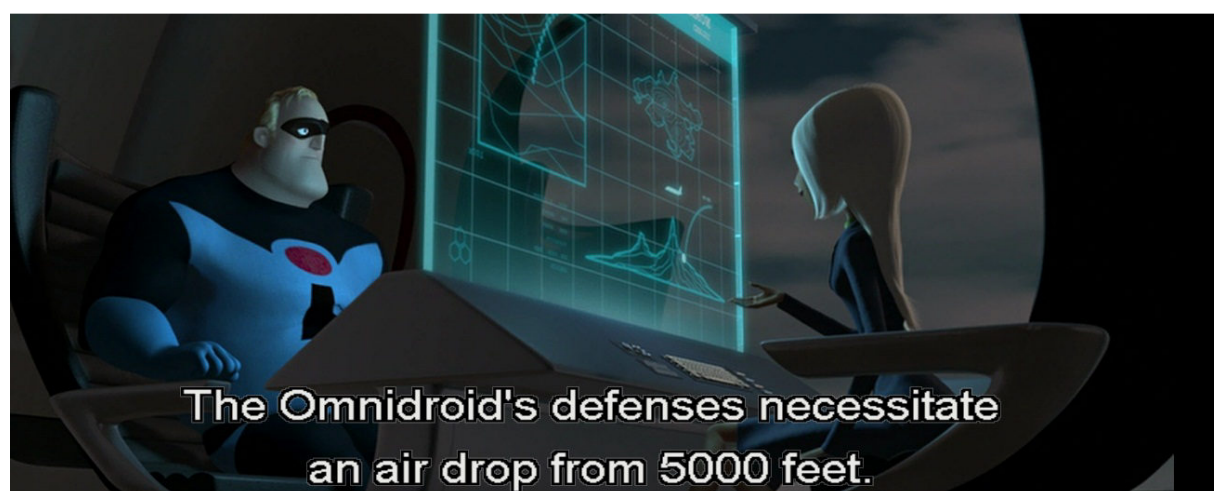 The Omnidroid's defenses necessitate
an air drop from 5000 feet.